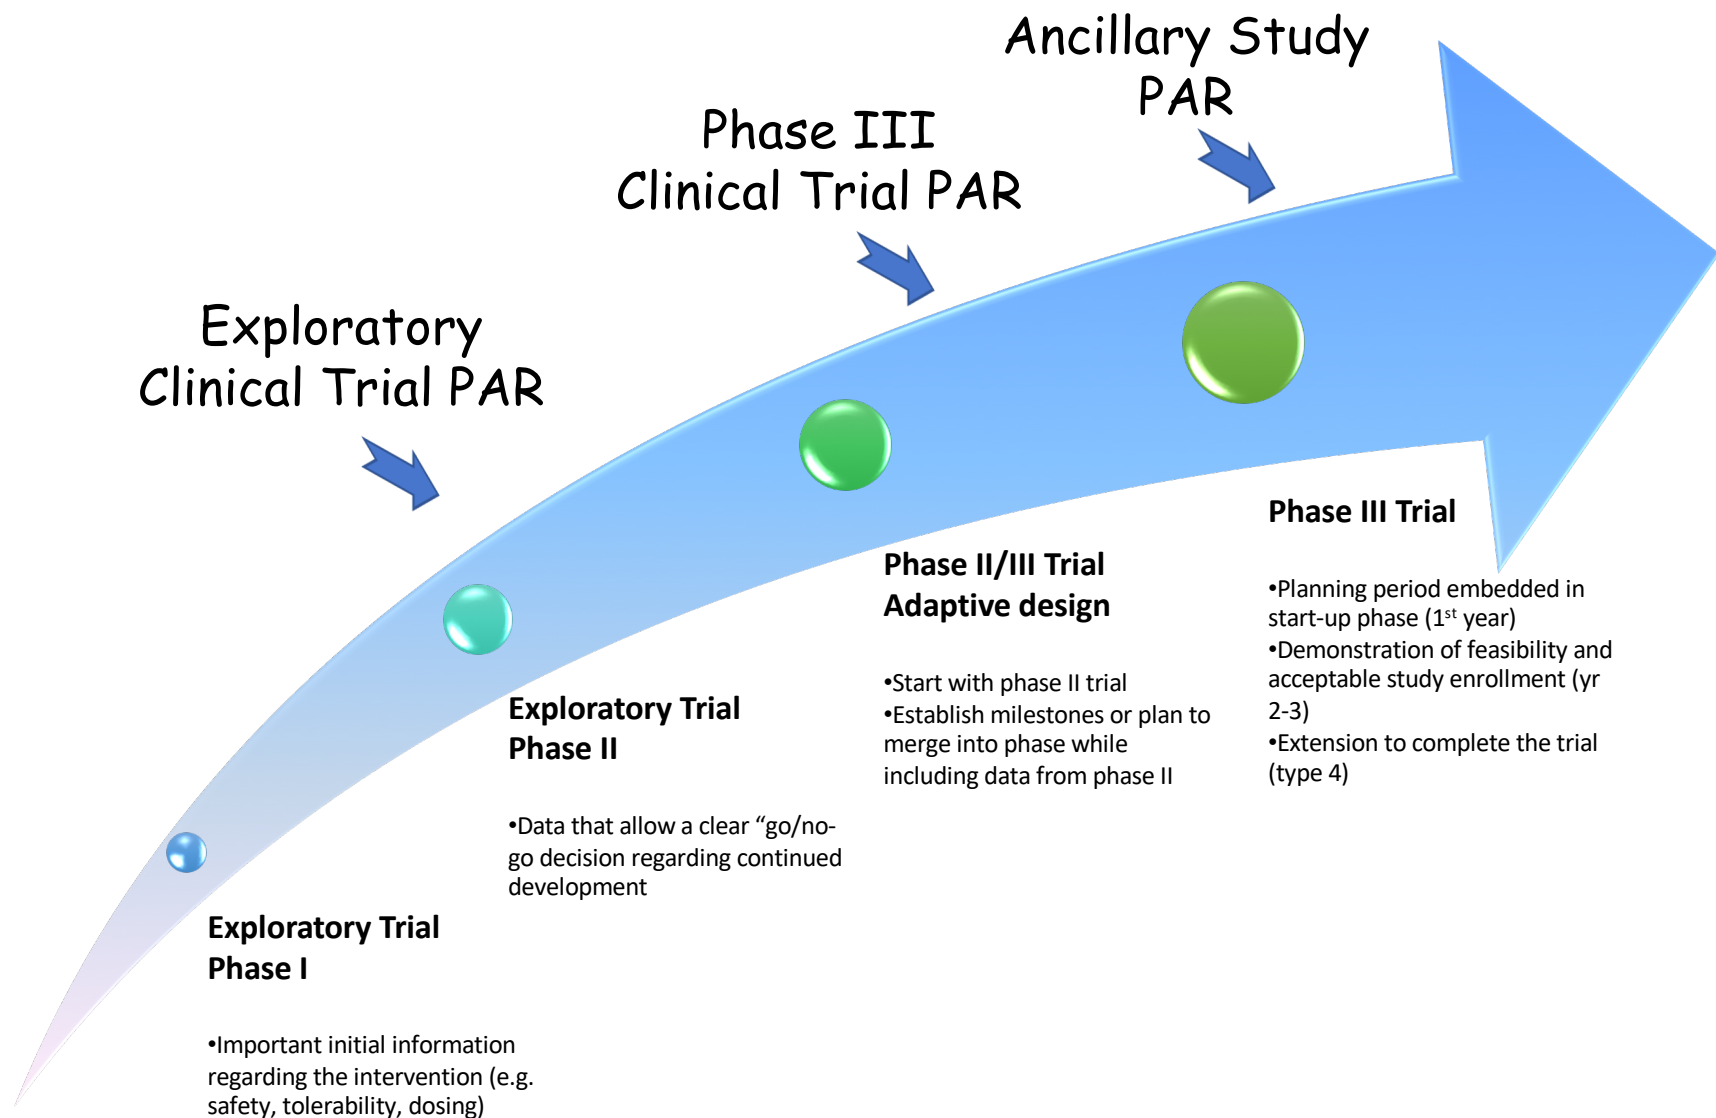 Ancillary Study
PAR
Phase III
Clinical Trial PAR
Exploratory
Clinical Trial PAR
Phase III Trial
•Planning period embedded in
start-up phase (1st year)
•Demonstration of feasibility and
acceptable study enrollment (yr
2-3)
•Extension to complete the trial
(type 4)
Phase II/III Trial
Adaptive design
•Start with phase II trial
•Establish milestones or plan to
merge into phase while
including data from phase II
Exploratory Trial
Phase II
•Data that allow a clear “go/no-
go decision regarding continued
development
Exploratory Trial
Phase I
•Important initial information
regarding the intervention (e.g.
safety, tolerability, dosing)